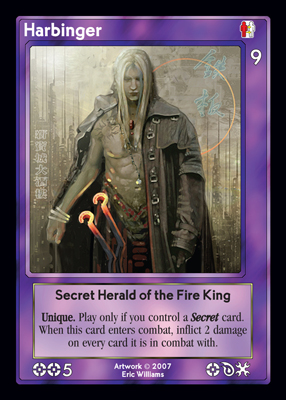 Harbinger
9
Secret Herald of the Fire King
Unique. Play only if you control a Secret card.
When this card enters combat, inflict 2 damage
on every card it is in combat with.
5
Artwork © 2007
Eric Williams